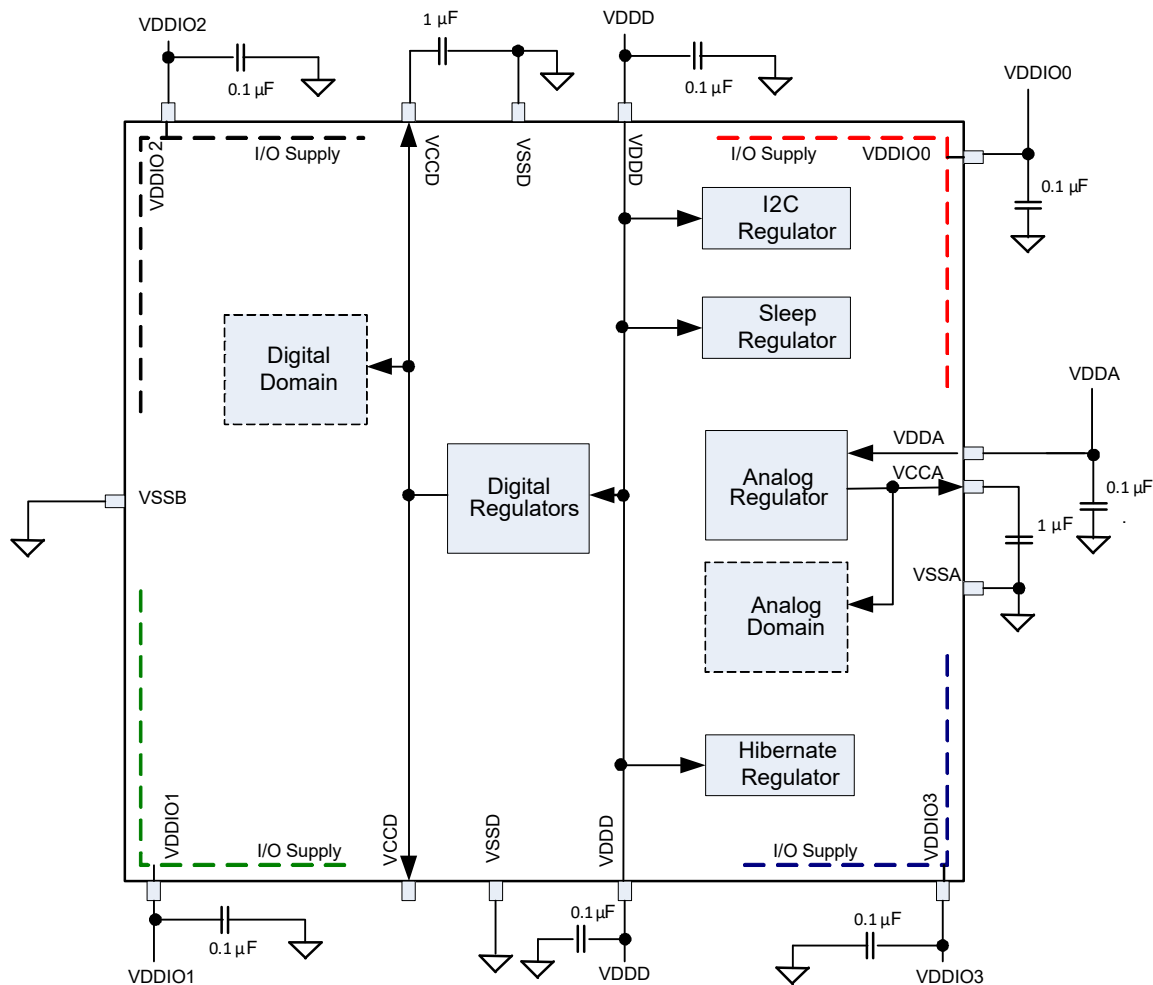 VDDIO2
1 µF
VDDD
0.1 µF
0.1 µF
VDDIO0
0.1 µF
VDDIO 2
I/O Supply
VCCD
VSSD
VDDD
I/O Supply
VDDIO0
I2C
Regulator
Sleep
Regulator
Digital
Domain
VDDA
VDDA
VCCA
0.1 µF
1 µF
.
Analog
Regulator
Digital
Regulators
VSSB
VSSA
Analog
Domain
Hibernate
Regulator
VDDIO1
I/O Supply
VCCD
VSSD
VDDD
I/O Supply
VDDIO3
0.1 µF
0.1 µF
0.1 µF
VDDIO1
VDDD
VDDIO3